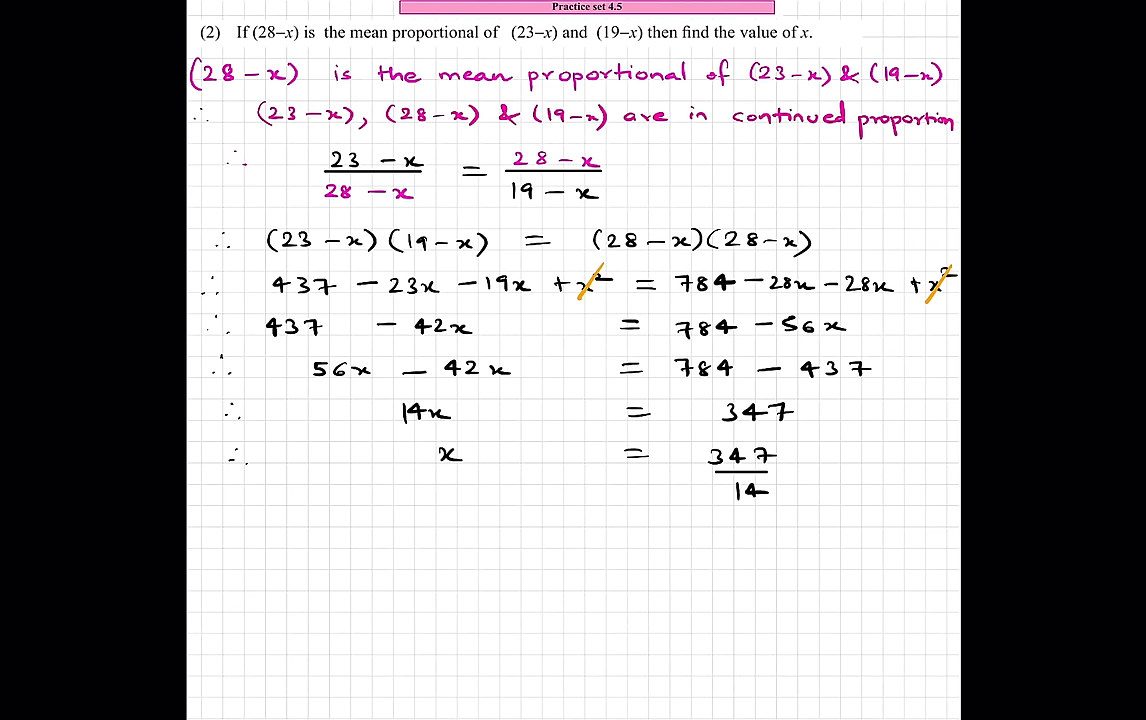 Practice set 4.5
(2) If (28–x) is the mean proportional of (23–x) and (19–x) then find the value of x.
(28 – x) is the mean proportional of (23 – x) & (19 – x)
∴ (23 – x), (28 – x) & (19 – x) are in continued proportion
∴ 23 – x / 28 – x = 28 – x / 19 – x
∴ (23 – x) (19 – x) = (28 – x)(28 – x)
∴ 437 – 23x – 19x + x² = 784 – 28x – 28x + x²
∴ 437 – 42x = 784 – 56x
∴ 56x – 42x = 784 – 437
∴ 14x = 347
∴ x = 347 / 14